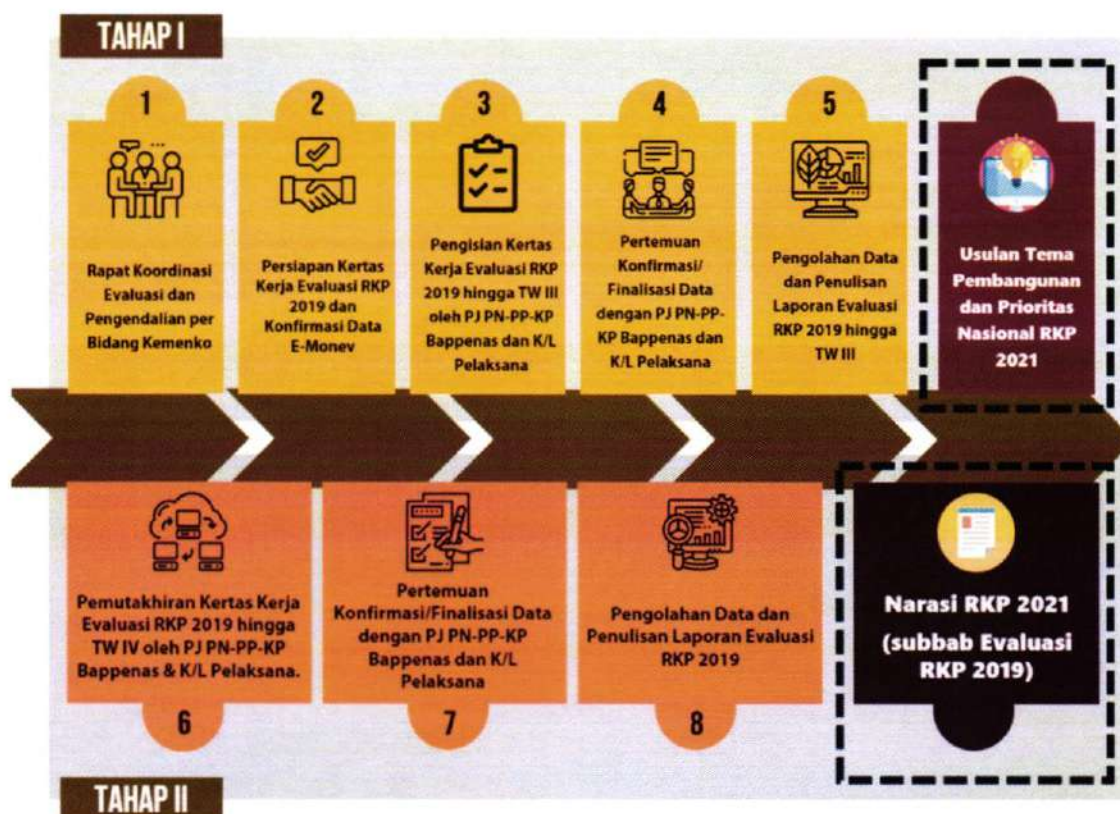 TAHAP I
1
Rapat Koordinasi
Evaluasi dan
Pengendalian per
Bidang Kemenko
2
Persiapan Kertas
Kerja Evaluasi RKP
2019 dan
Konfirmasi Data
E-Monev
3
Pengisian Kertas
Kerja Evaluasi RKP
2019 hingga TW III
oleh PJ PN-PP-KP
Bappenas dan K/L
Pelaksana
4
Pertemuan
Konfirmasi/
Finalisasi Data
dengan PJ PN-PP-
KP Bappenas dan
K/L Pelaksana
5
Pengolahan Data
dan Penulisan
Laporan Evaluasi
RKP 2019 hingga
TW III
Usulan Tema
Pembangunan
dan Prioritas
Nasional RKP
2021
Pemutakhiran Kertas Kerja
Evaluasi RKP 2019 hingga
TW IV oleh PJ PN-PP-KP
Bappenas & K/L Pelaksana.
6
Pertemuan
Konfirmasi/Finalisasi Data
dengan PJ PN-PP-KP
Bappenas dan K/L
Pelaksana
7
Pengolahan Data dan
Penulisan Laporan Evaluasi
RKP 2019
8
Narasi RKP 2021
(subbab Evaluasi
RKP 2019)
TAHAP II